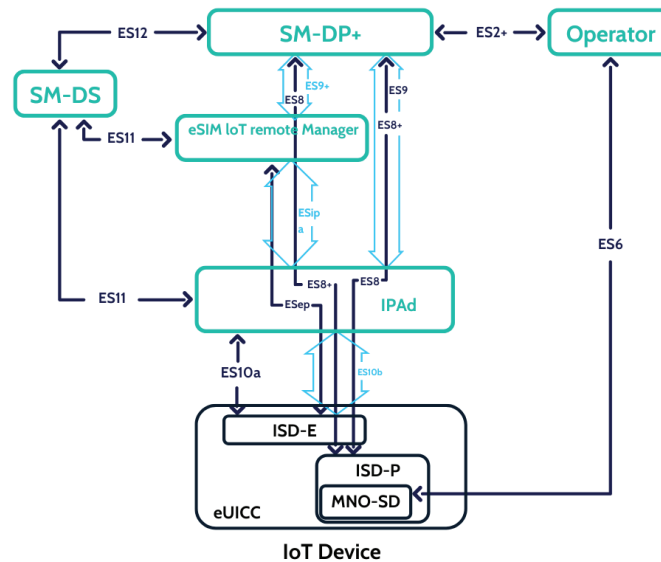 ES12
SM-DP+
ES2+
Operator
SM-DS
ES9+
ES8
ES9
ES8+
eSIM IoT remote Manager
ES11
ESip
a
ES6
ES11
ES8+
ES8
IPAd
ESep
ES10a
ES10b
ISD-E
ISD-P
MNO-SD
eUICC
IoT Device